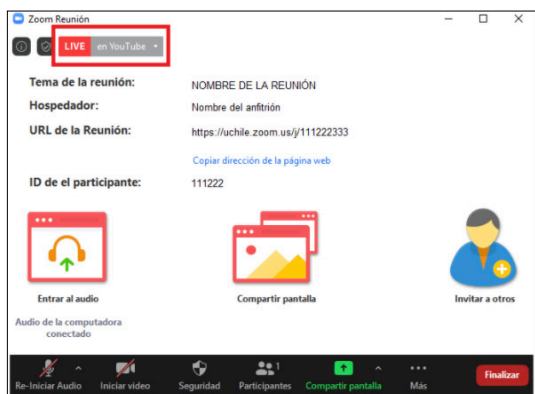 Zoom Reunión
LIVE en YouTube
Tema de la reunión: NOMBRE DE LA REUNIÓN
Hospedador: Nombre del anfitrión
URL de la Reunión: https://uchile.zoom.us/j/111222333
Copiar dirección de la página web
ID de el participante: 111222
Entrar al audio Compartir pantalla Invitar a otros
Audio de la computadora
conectado
1
Re-Iniciar Audio Iniciar video Seguridad Participantes Compartir pantalla Más Finalizar